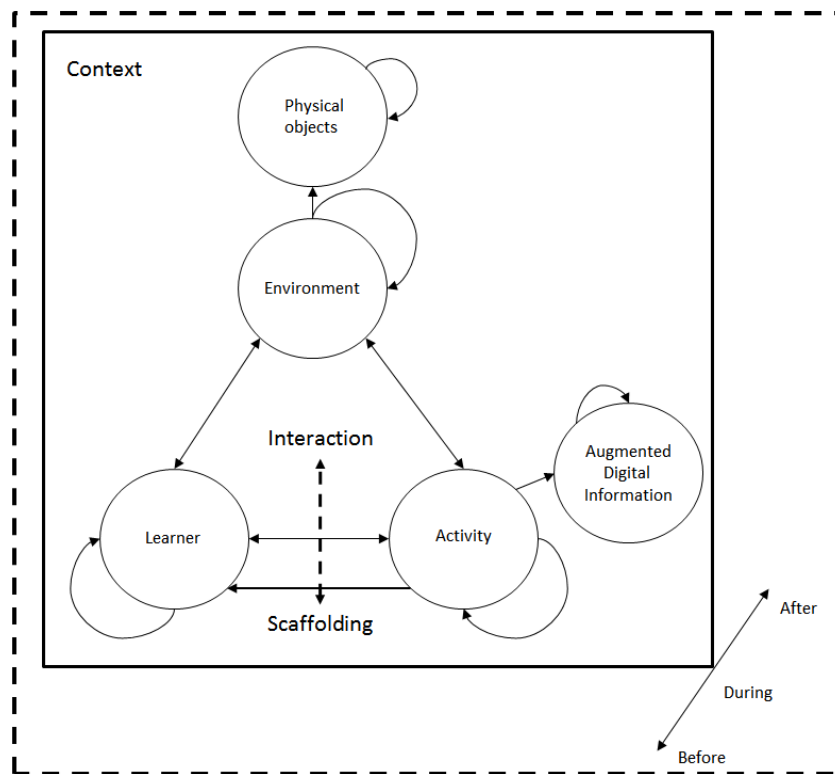 Context
Physical
objects
Environment
Interaction
Augmented
Digital
Information
Learner
Activity
Scaffolding
After
During
Before